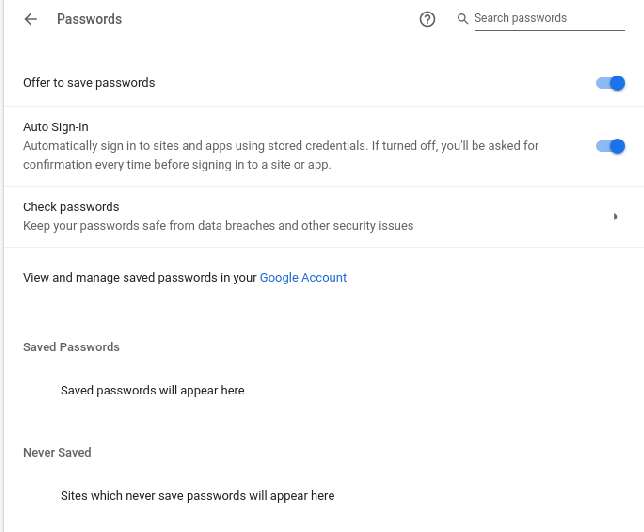 Passwords
Search passwords
Offer to save passwords
Auto Sign-in
Automatically sign in to sites and apps using stored credentials. If turned off, you'll be asked for
confirmation every time before signing in to a site or app.
Check passwords
Keep your passwords safe from data breaches and other security issues
View and manage saved passwords in your Google Account
Saved Passwords
Saved passwords will appear here
Never Saved
Sites which never save passwords will appear here